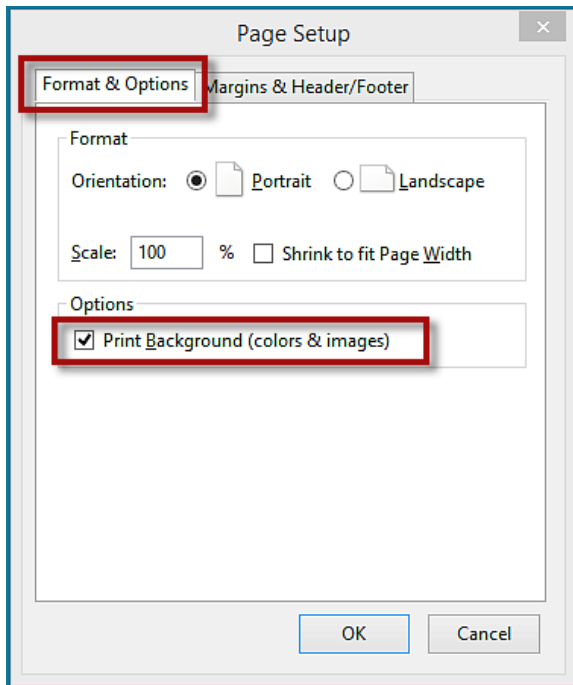 Page Setup
Format & Options
Margins & Header/Footer
Format
Orientation: Portrait Landscape
Scale: 100 % Shrink to fit Page Width
Options
Print Background (colors & images)
OK Cancel